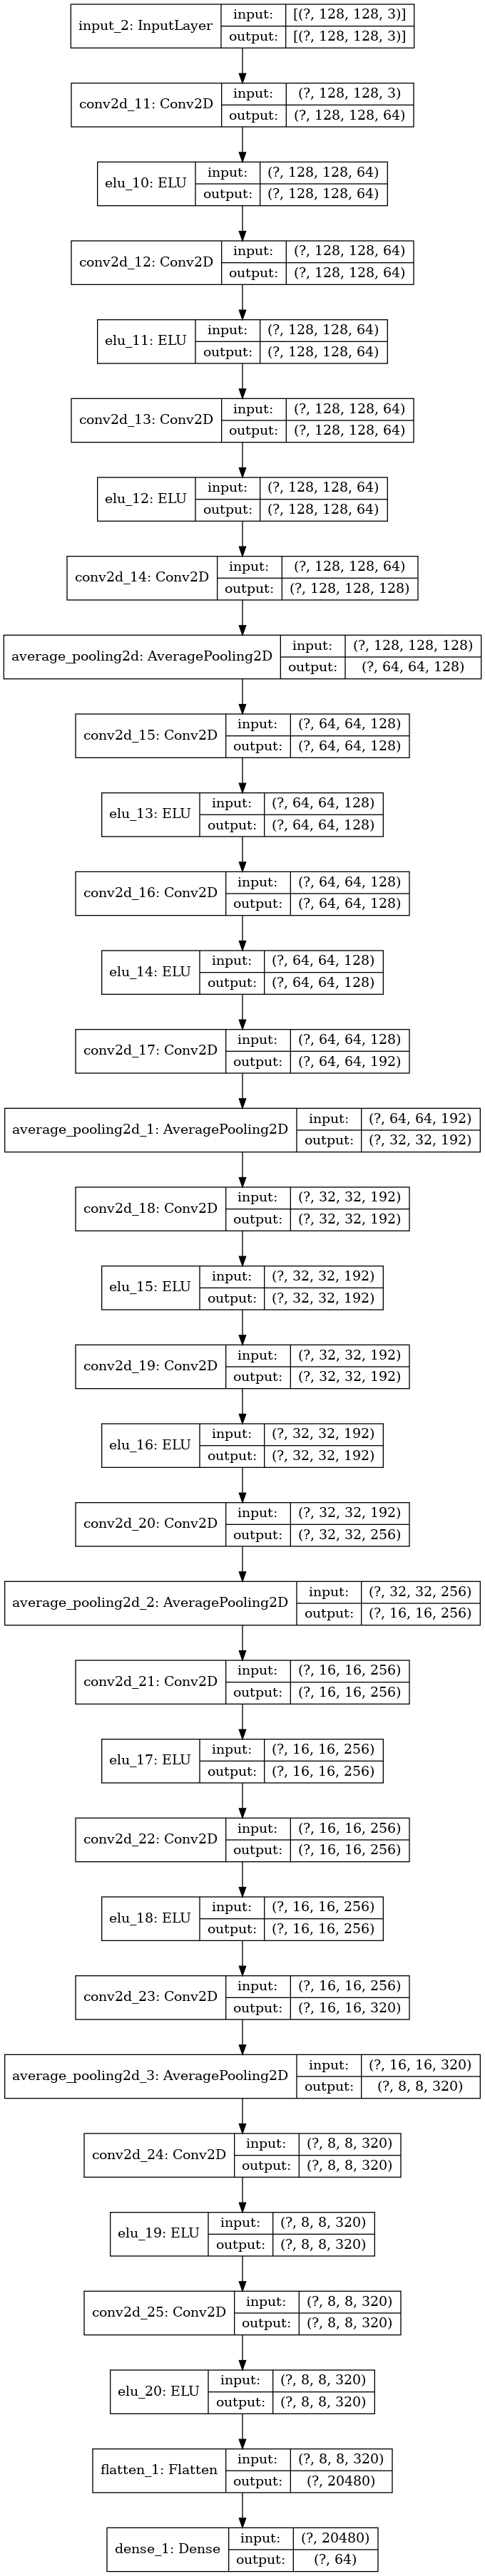 input_2: InputLayer input: [(?, 128, 128, 3)]
output: [(?, 128, 128, 3)]
conv2d_11: Conv2D input: (?, 128, 128, 3)
output: (?, 128, 128, 64)
elu_10: ELU input: (?, 128, 128, 64)
output: (?, 128, 128, 64)
conv2d_12: Conv2D input: (?, 128, 128, 64)
output: (?, 128, 128, 64)
elu_11: ELU input: (?, 128, 128, 64)
output: (?, 128, 128, 64)
conv2d_13: Conv2D input: (?, 128, 128, 64)
output: (?, 128, 128, 64)
elu_12: ELU input: (?, 128, 128, 64)
output: (?, 128, 128, 64)
conv2d_14: Conv2D input: (?, 128, 128, 64)
output: (?, 128, 128, 128)
average_pooling2d: AveragePooling2D input: (?, 128, 128, 128)
output: (?, 64, 64, 128)
conv2d_15: Conv2D input: (?, 64, 64, 128)
output: (?, 64, 64, 128)
elu_13: ELU input: (?, 64, 64, 128)
output: (?, 64, 64, 128)
conv2d_16: Conv2D input: (?, 64, 64, 128)
output: (?, 64, 64, 128)
elu_14: ELU input: (?, 64, 64, 128)
output: (?, 64, 64, 128)
conv2d_17: Conv2D input: (?, 64, 64, 128)
output: (?, 64, 64, 192)
average_pooling2d_1: AveragePooling2D input: (?, 64, 64, 192)
output: (?, 32, 32, 192)
conv2d_18: Conv2D input: (?, 32, 32, 192)
output: (?, 32, 32, 192)
elu_15: ELU input: (?, 32, 32, 192)
output: (?, 32, 32, 192)
conv2d_19: Conv2D input: (?, 32, 32, 192)
output: (?, 32, 32, 192)
elu_16: ELU input: (?, 32, 32, 192)
output: (?, 32, 32, 192)
conv2d_20: Conv2D input: (?, 32, 32, 192)
output: (?, 32, 32, 256)
average_pooling2d_2: AveragePooling2D input: (?, 32, 32, 256)
output: (?, 16, 16, 256)
conv2d_21: Conv2D input: (?, 16, 16, 256)
output: (?, 16, 16, 256)
elu_17: ELU input: (?, 16, 16, 256)
output: (?, 16, 16, 256)
conv2d_22: Conv2D input: (?, 16, 16, 256)
output: (?, 16, 16, 256)
elu_18: ELU input: (?, 16, 16, 256)
output: (?, 16, 16, 256)
conv2d_23: Conv2D input: (?, 16, 16, 256)
output: (?, 16, 16, 320)
average_pooling2d_3: AveragePooling2D input: (?, 16, 16, 320)
output: (?, 8, 8, 320)
conv2d_24: Conv2D input: (?, 8, 8, 320)
output: (?, 8, 8, 320)
elu_19: ELU input: (?, 8, 8, 320)
output: (?, 8, 8, 320)
conv2d_25: Conv2D input: (?, 8, 8, 320)
output: (?, 8, 8, 320)
elu_20: ELU input: (?, 8, 8, 320)
output: (?, 8, 8, 320)
flatten_1: Flatten input: (?, 8, 8, 320)
output: (?, 20480)
dense_1: Dense input: (?, 20480)
output: (?, 64)